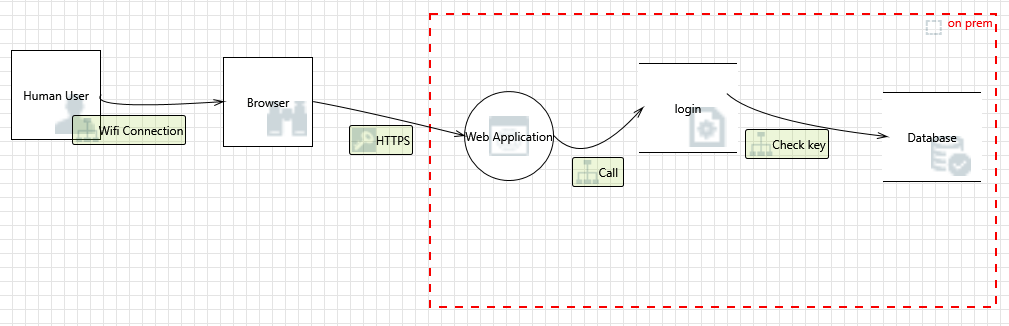 on prem
Human User
Browser
Wifi Connection
HTTPS
Web Application
Call
login
Check key
Database